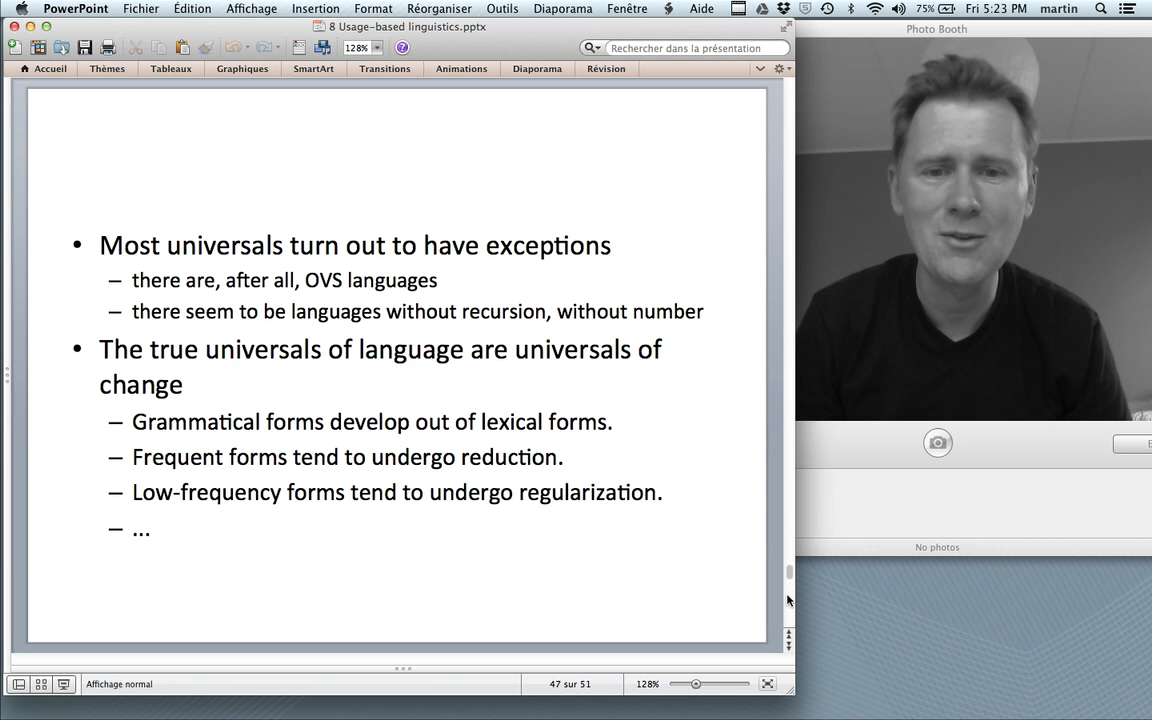 PowerPoint Fichier Édition Affichage Insertion Format Réorganiser Outils Diaporama Fenêtre Aide 75% Fri 5:23 PM martin
8 Usage-based linguistics.pptx
Photo Booth
128%
Rechercher dans la présentation
Accueil Thèmes Tableaux Graphiques SmartArt Transitions Animations Diaporama Révision
• Most universals turn out to have exceptions
– there are, after all, OVS languages
– there seem to be languages without recursion, without number
• The true universals of language are universals of
change
– Grammatical forms develop out of lexical forms.
– Frequent forms tend to undergo reduction.
– Low-frequency forms tend to undergo regularization.
– ...
No photos
Affichage normal 47 sur 51 128%